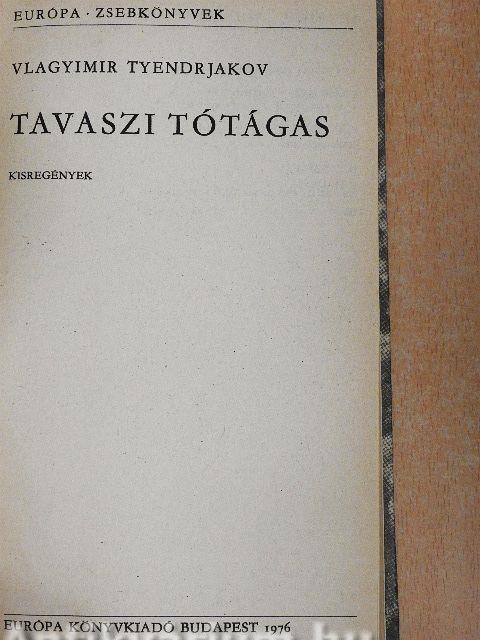 EURÓPA · ZSEBKÖNYVEK
VLAGYIMIR TYENDRJAKOV
TAVASZI TÓTÁGAS
KISREGÉNYEK
EURÓPA KÖNYVKIADÓ BUDAPEST 1976